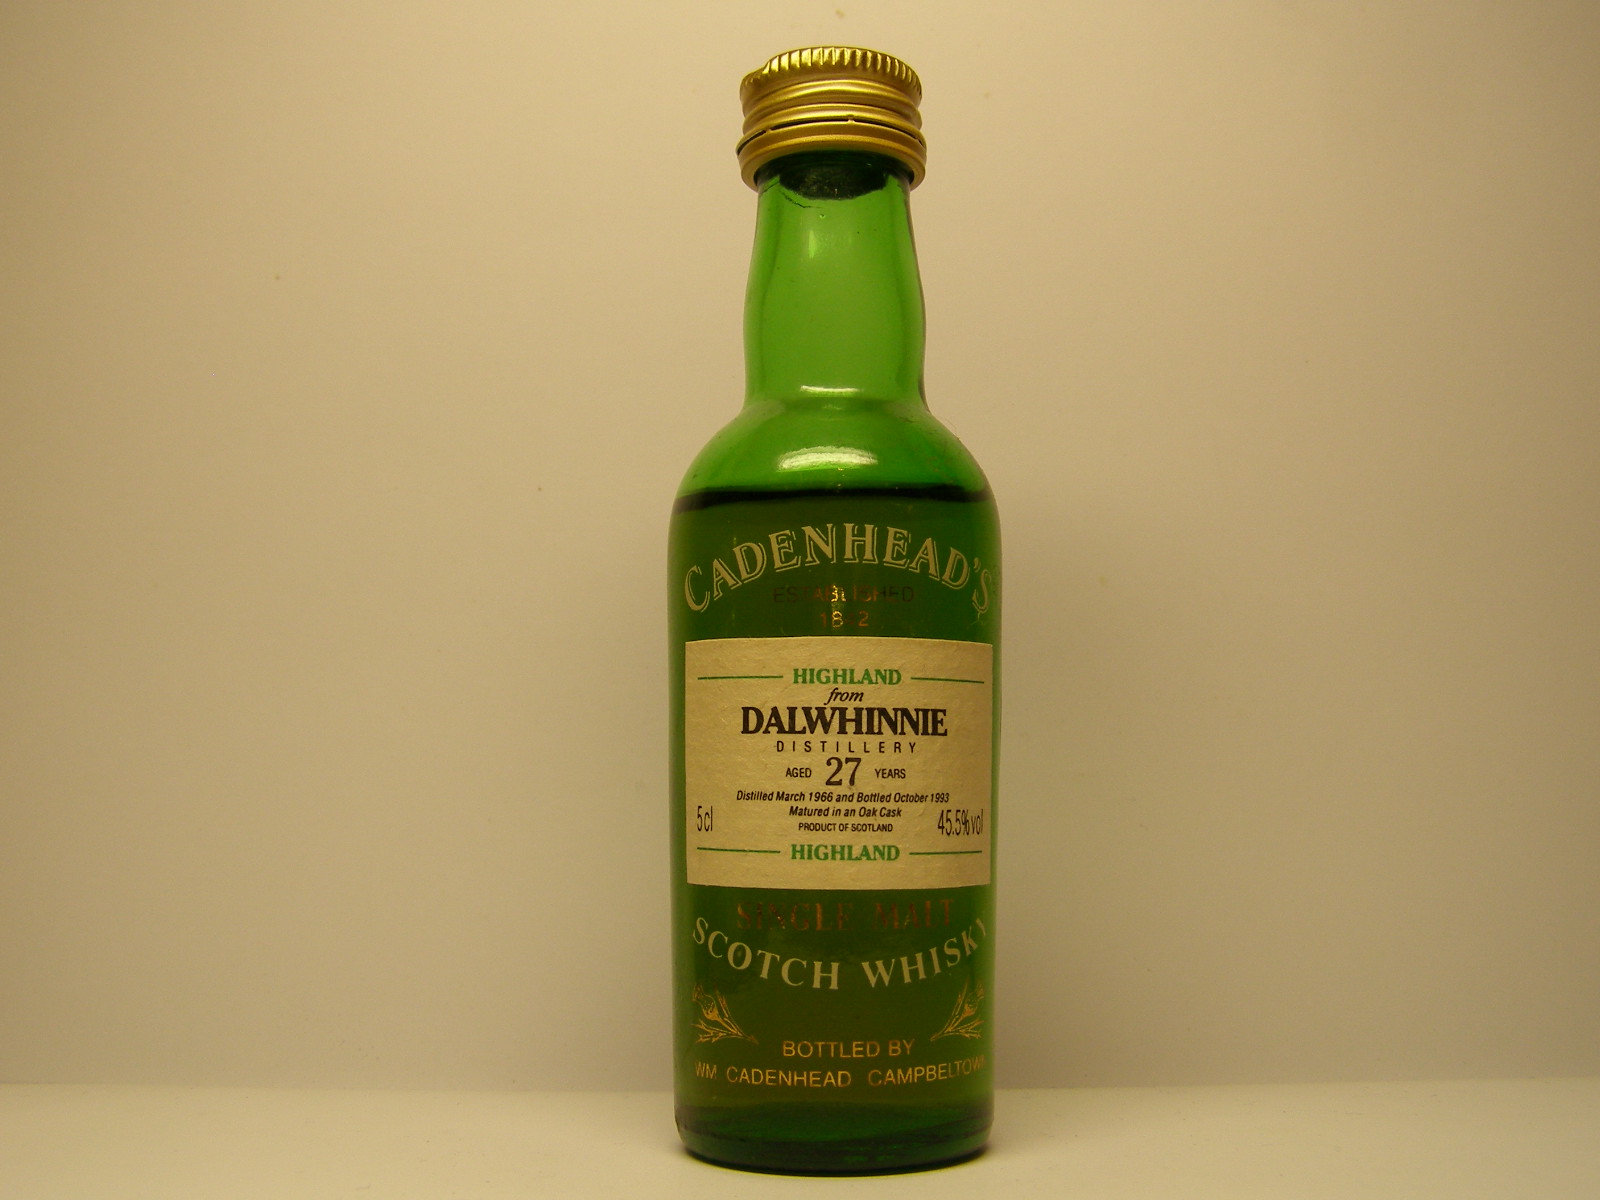 CADENHEAD'S
ESTABLISHED
HIGHLAND
from
DALWHINNIE
DISTILLERY
AGED 27 YEARS
Distilled March 1966 and Bottled October 1993
Matured in an Oak Cask
5cl PRODUCT OF SCOTLAND 45.5%vol
HIGHLAND
SINGLE MALT
SCOTCH WHISKY
BOTTLED BY
WM CADENHEAD CAMPBELTOWN